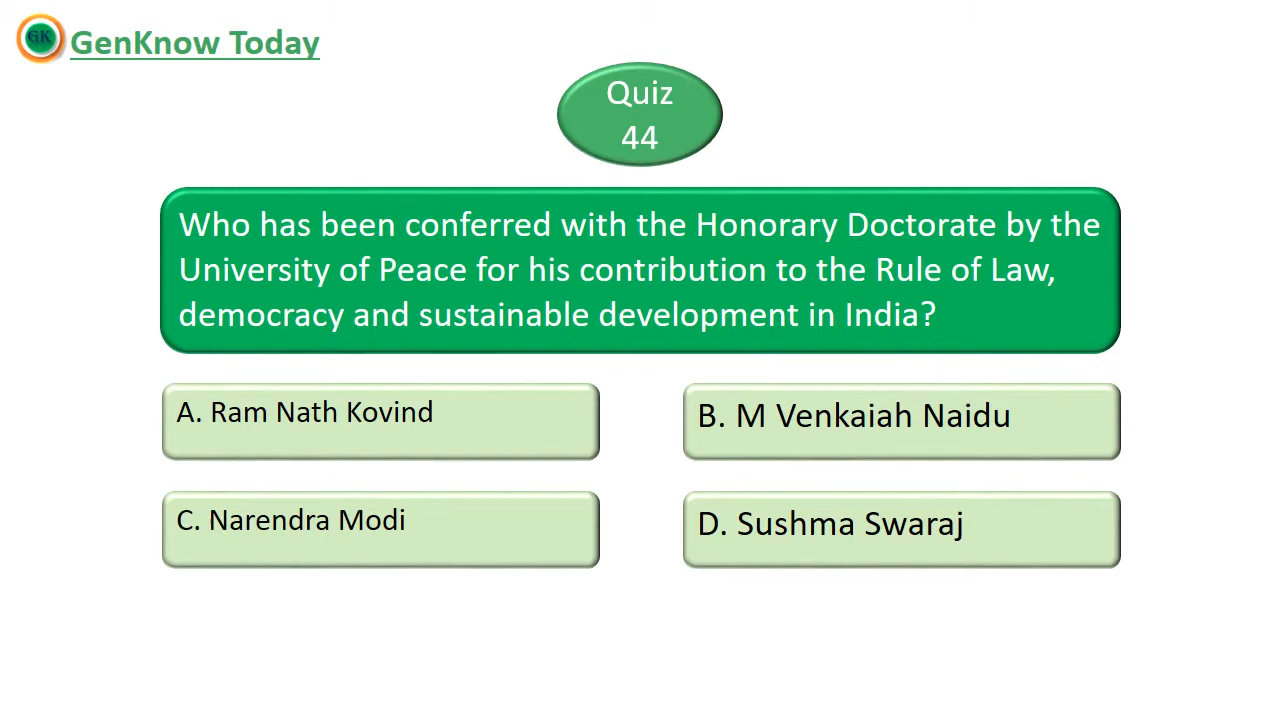 GK
GenKnow Today
Quiz
44
Who has been conferred with the Honorary Doctorate by the
University of Peace for his contribution to the Rule of Law,
democracy and sustainable development in India?
A. Ram Nath Kovind
B. M Venkaiah Naidu
C. Narendra Modi
D. Sushma Swaraj